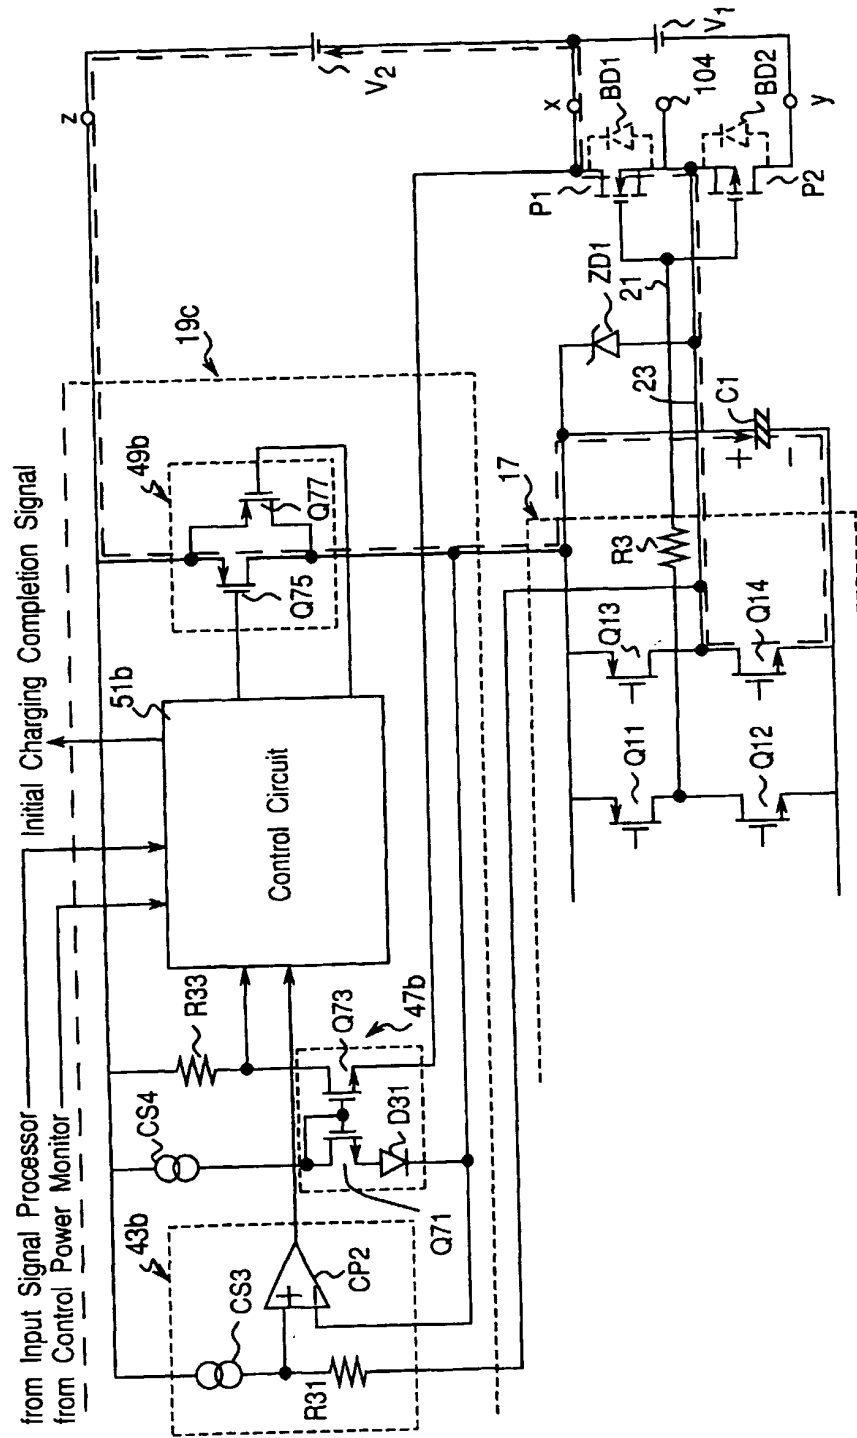 from Input Signal Processor
from Control Power Monitor
Initial Charging Completion Signal
z
19c
49b
51b
Q77
Q75
Control Circuit
R33
CS4
43b
CS3
CP2
R31
Q71
Q73
47b
D31
V2
V1
x
y
BD1
BD2
104
P1
P2
ZD1
21
23
C1
+
−
17
R3
Q13
Q14
Q11
Q12
+
−